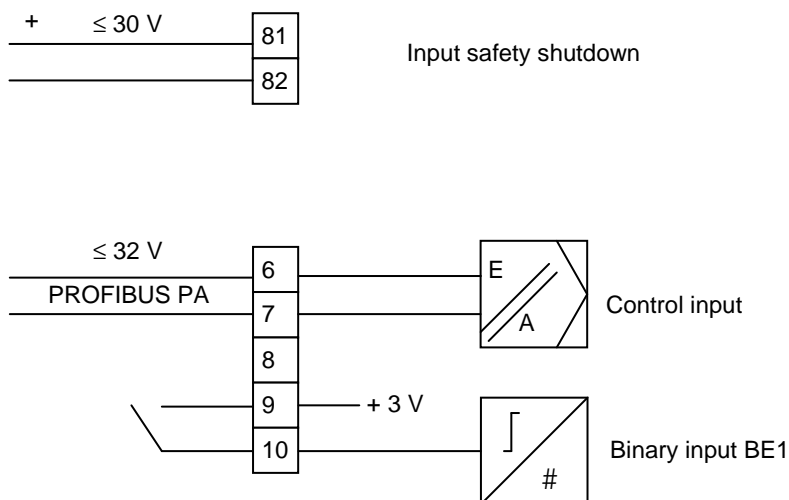 + ≤ 30 V
81
Input safety shutdown
82
≤ 32 V
6
E
PROFIBUS PA
Control input
7
A
8
9
+ 3 V
10
Binary input BE1
#